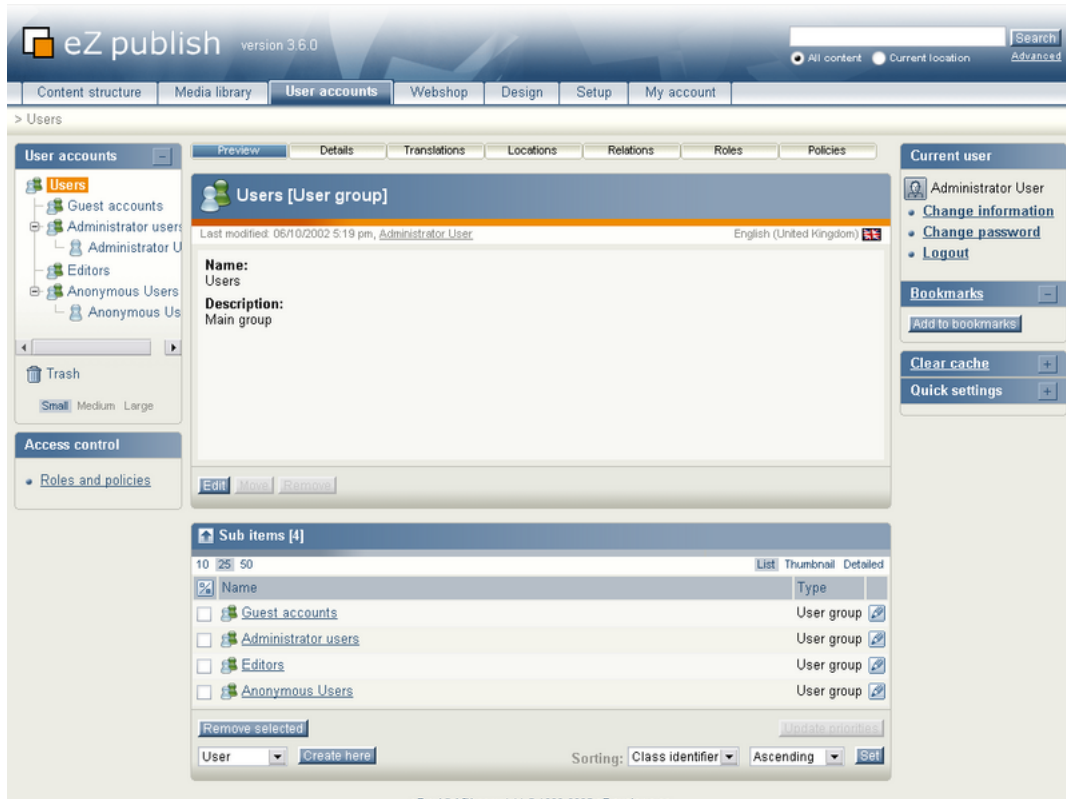 eZ publish version 3.6.0
Search
All content Current location Advanced
Content structure Media library User accounts Webshop Design Setup My account
> Users
User accounts
Users
Guest accounts
Administrator users
Administrator U
Editors
Anonymous Users
Anonymous Us
Trash
Small Medium Large
Access control
Roles and policies
Preview Details Translations Locations Relations Roles Policies
Users [User group]
Last modified: 06/10/2002 5:19 pm, Administrator User English (United Kingdom)
Name:
Users
Description:
Main group
Edit Move Remove
Sub items [4]
10 25 50 List Thumbnail Detailed
Name Type
Guest accounts User group
Administrator users User group
Editors User group
Anonymous Users User group
Remove selected Update priorities
User Create here Sorting: Class identifier Ascending Set
Current user
Administrator User
Change information
Change password
Logout
Bookmarks
Add to bookmarks
Clear cache
Quick settings